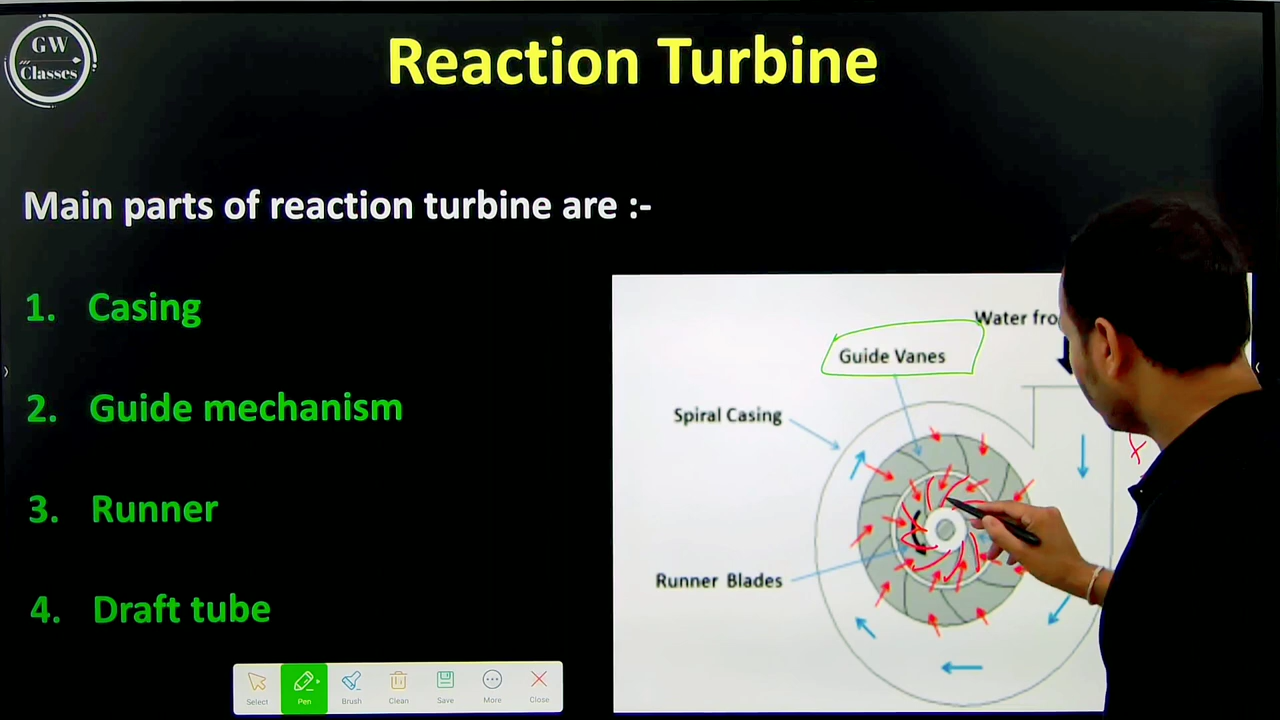 GW
Classes
Reaction Turbine
Main parts of reaction turbine are :-
1. Casing
2. Guide mechanism
3. Runner
4. Draft tube
Water
Guide Vanes
Spiral Casing
Runner Blades
Select
Pen
Brush
Clean
Save
More
Close